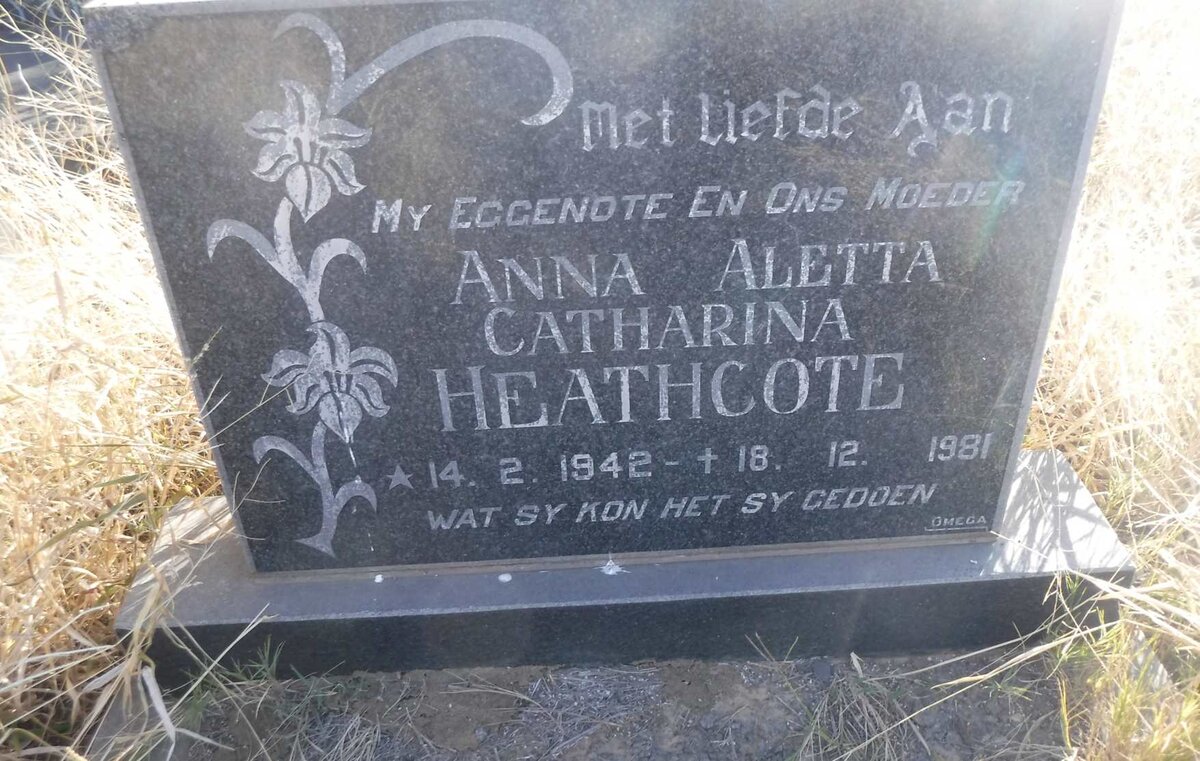 Met Liefde Aan
MY EGGENOTE EN ONS MOEDER
ANNA ALETTA
CATHARINA
HEATHCOTE
★ 14. 2. 1942 - ✝ 18. 12. 1981
WAT SY KON HET SY GEDOEN
OMEGA